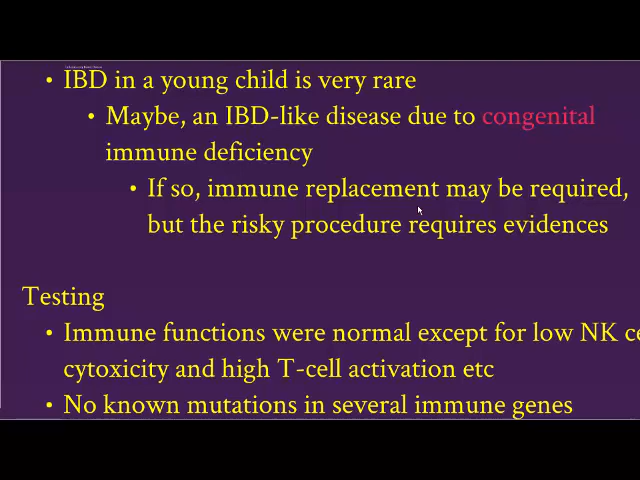 • IBD in a young child is very rare
• Maybe, an IBD-like disease due to congenital
immune deficiency
• If so, immune replacement may be required,
but the risky procedure requires evidences
Testing
• Immune functions were normal except for low NK ce
cytoxicity and high T-cell activation etc
• No known mutations in several immune genes